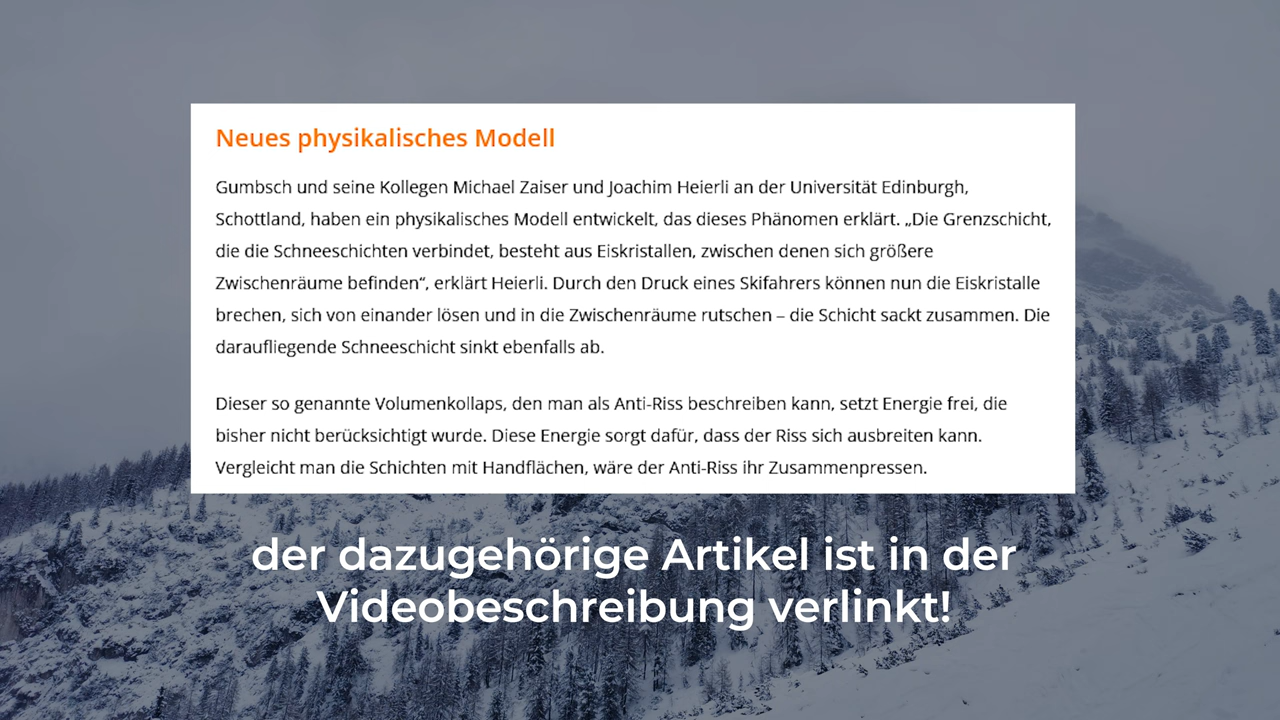 Neues physikalisches Modell
Gumbsch und seine Kollegen Michael Zaiser und Joachim Heierli an der Universität Edinburgh,
Schottland, haben ein physikalisches Modell entwickelt, das dieses Phänomen erklärt. „Die Grenzschicht,
die die Schneeschichten verbindet, besteht aus Eiskristallen, zwischen denen sich größere
Zwischenräume befinden“, erklärt Heierli. Durch den Druck eines Skifahrers können nun die Eiskristalle
brechen, sich von einander lösen und in die Zwischenräume rutschen – die Schicht sackt zusammen. Die
daraufliegende Schneeschicht sinkt ebenfalls ab.
Dieser so genannte Volumenkollaps, den man als Anti-Riss beschreiben kann, setzt Energie frei, die
bisher nicht berücksichtigt wurde. Diese Energie sorgt dafür, dass der Riss sich ausbreiten kann.
Vergleicht man die Schichten mit Handflächen, wäre der Anti-Riss ihr Zusammenpressen.
der dazugehörige Artikel ist in der
Videobeschreibung verlinkt!